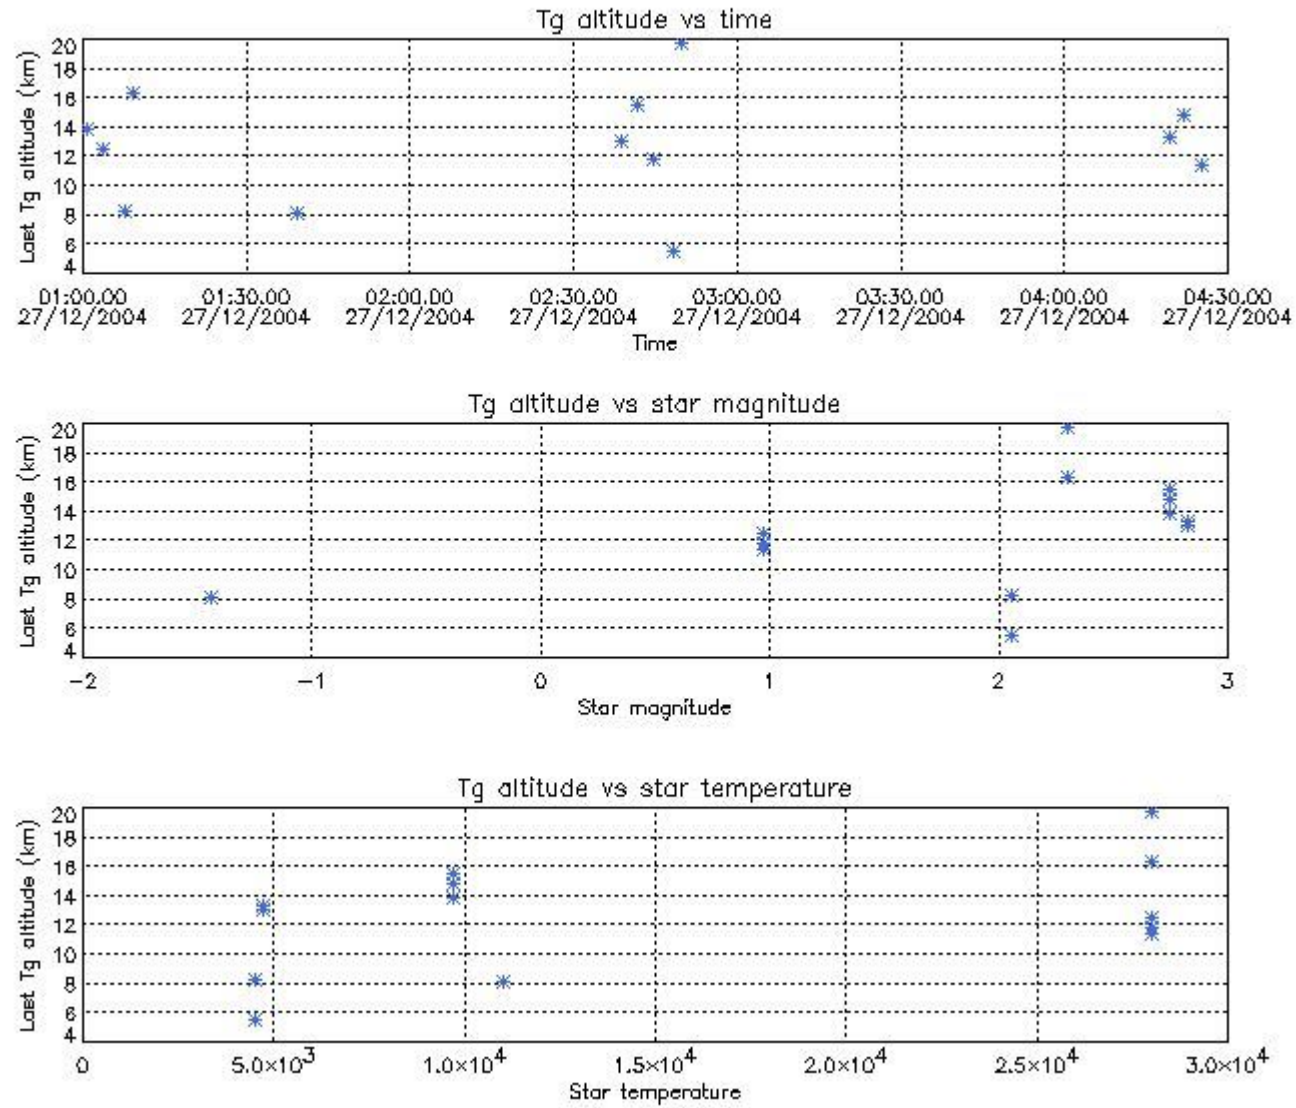 Tg altitude vs time
Last Tg altitude (km)
20
18
16
14
12
10
8
6
4
01:00.00 01:30.00 02:00.00 02:30.00 03:00.00 03:30.00 04:00.00 04:30.00
27/12/2004 27/12/2004 27/12/2004 27/12/2004 27/12/2004 27/12/2004 27/12/2004 27/12/2004
Time
Tg altitude vs star magnitude
Last Tg altitude (km)
20
18
16
14
12
10
8
6
4
-2 -1 0 1 2 3
Star magnitude
Tg altitude vs star temperature
Last Tg altitude (km)
20
18
16
14
12
10
8
6
4
0 5.0×10³ 1.0×10⁴ 1.5×10⁴ 2.0×10⁴ 2.5×10⁴ 3.0×10⁴
Star temperature